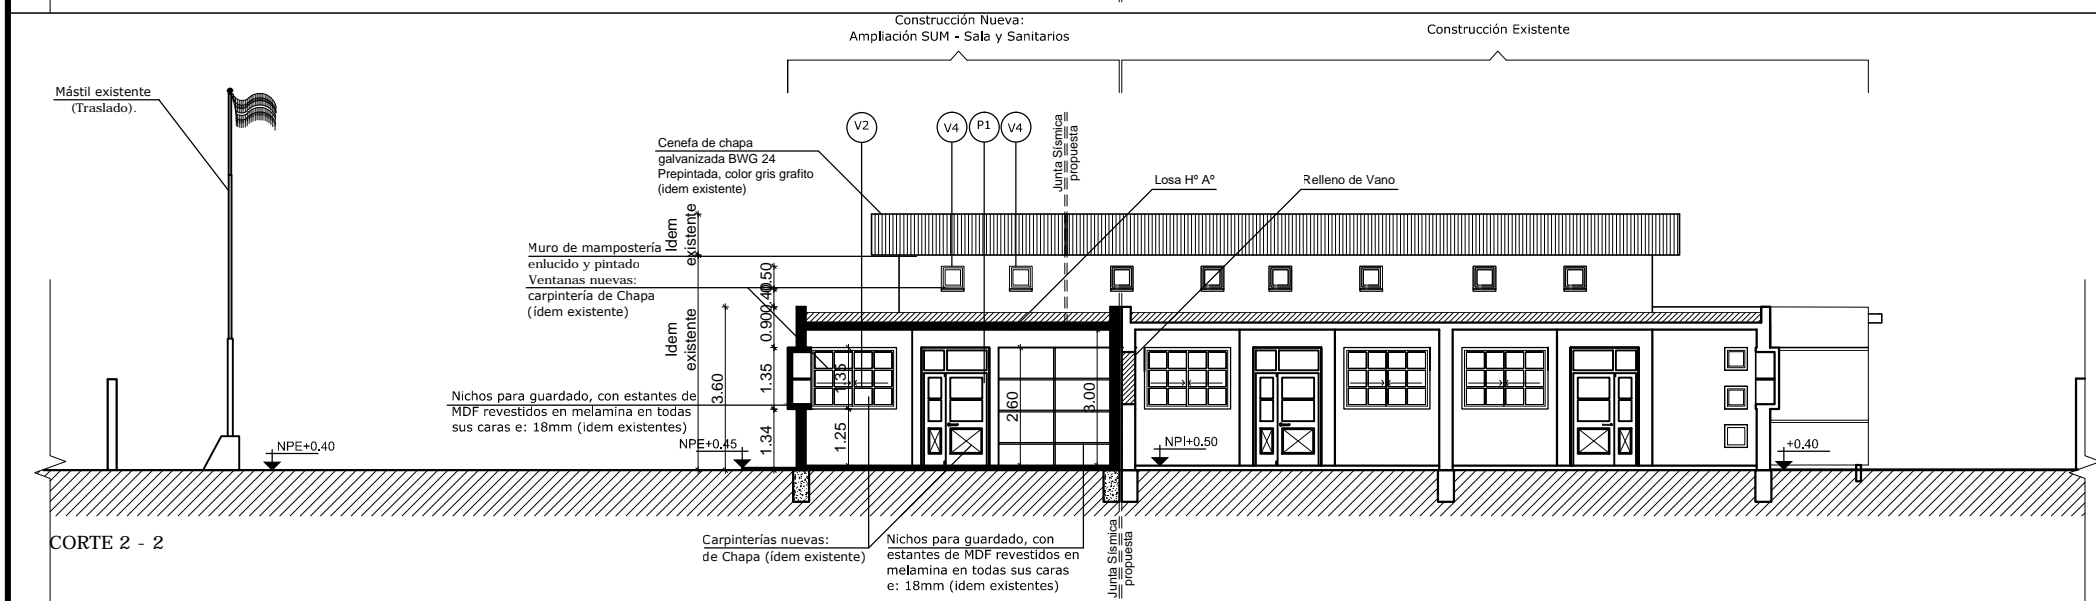 Construcción Nueva:
Ampliación SUM - Sala y Sanitarios
Construcción Existente
Mástil existente
(Traslado).
V2
V4
P1
V4
Junta Sísmica
propuesta
Cenefa de chapa
galvanizada BWG 24
Prepintada, color gris grafito
(idem existente)
Losa Hº Aº
Relleno de Vano
Idem
existente
Muro de mampostería
enlucido y pintado
Ventanas nuevas:
carpintería de Chapa
(ídem existente)
0.50
0.40
0.90
Idem
existente
3.60
1.35
1.35
1.34
1.25
2.60
3.00
Nichos para guardado, con estantes de
MDF revestidos en melamina en todas
sus caras e: 18mm (idem existentes)
NPE+0.40
NPE+0.45
NPI+0.50
+0.40
CORTE 2 - 2
Carpinterías nuevas:
de Chapa (ídem existente)
Nichos para guardado, con
estantes de MDF revestidos en
melamina en todas sus caras
e: 18mm (idem existentes)
Junta Sísmica
propuesta